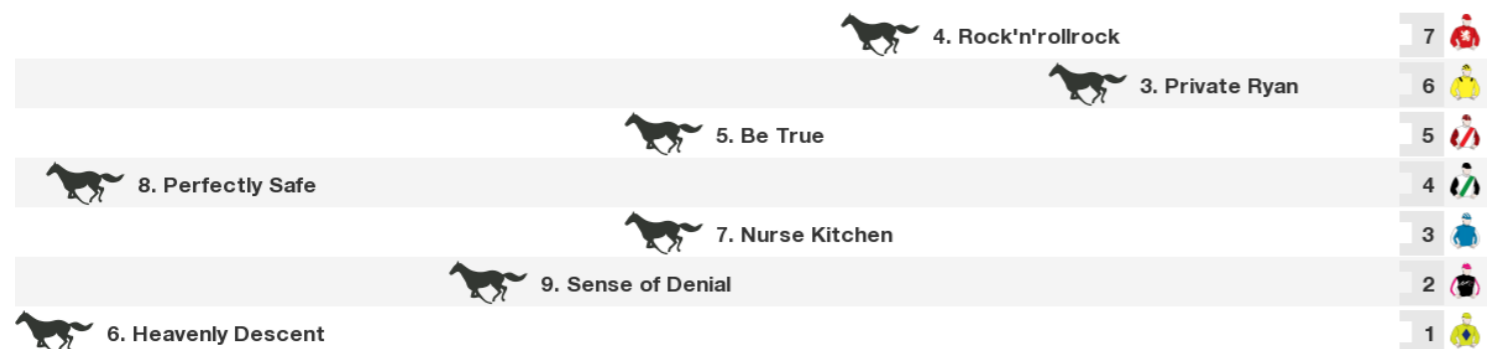 4. Rock'n'rollrock 7
3. Private Ryan 6
5. Be True 5
8. Perfectly Safe 4
7. Nurse Kitchen 3
9. Sense of Denial 2
6. Heavenly Descent 1